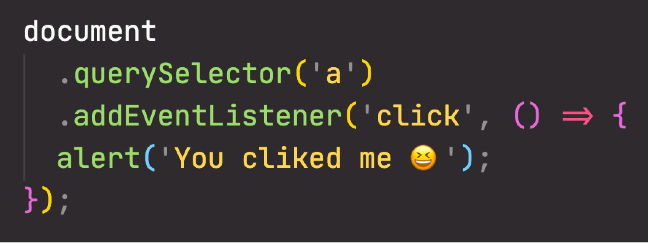 document
.querySelector('a')
.addEventListener('click', () => {
alert('You cliked me 😆');
});